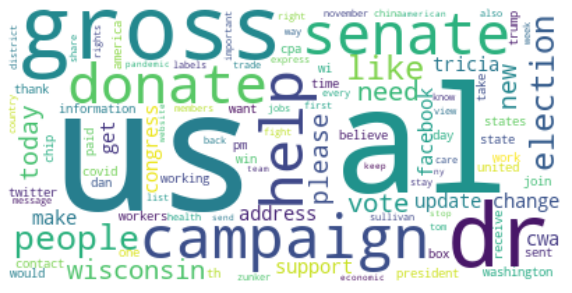 gross
senate
donate
like
tricia
help
need
new
us
al
dr
campaign
people
wisconsin
election
vote
update
change
cwa
support
address
please
facebook
today
get
make
congress
twitter
information
thank
america
cpa
wi
time
want
jobs
first
every
november
china
american
also
right
way
important
trump
express
trade
take
week
know
view
day
states
state
care
work
united
ny
stay
join
believe
pm
win
back
team
keep
members
fight
labels
pandemic
rights
share
district
country
message
chip
paid
covid
dan
working
list
website
workers
health
send
sullivan
stop
tom
box
receive
sent
washington
president
economic
zunker
one
th
contact
would